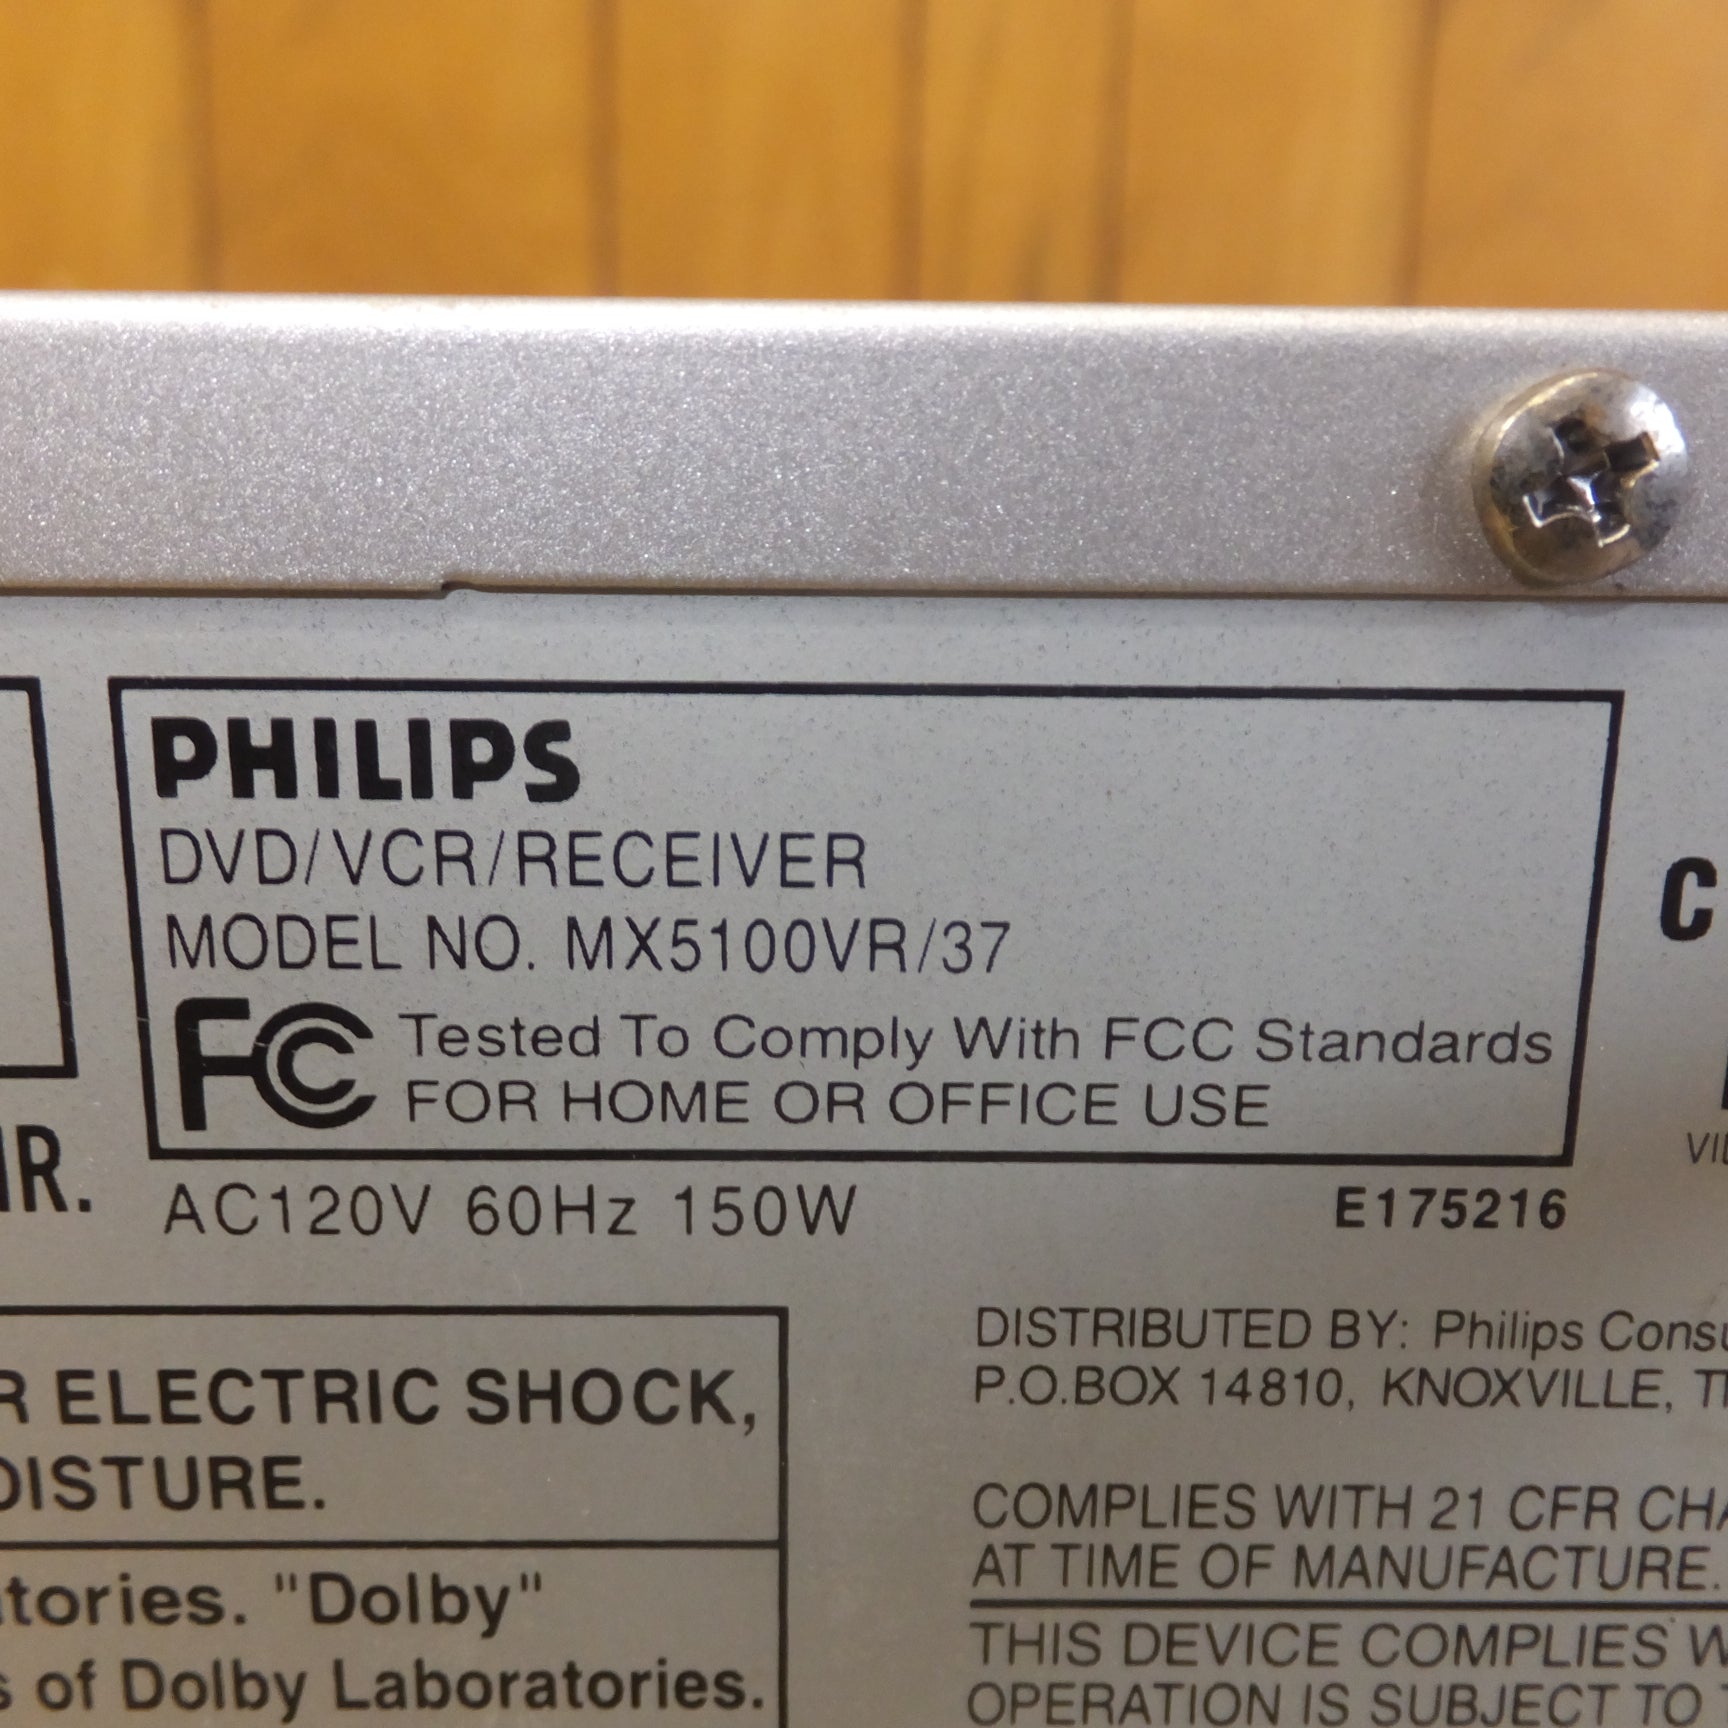 PHILIPS
DVD/VCR/RECEIVER
MODEL NO. MX5100VR/37
FC Tested To Comply With FCC Standards
FOR HOME OR OFFICE USE
AC120V 60Hz 150W
E175216
ELECTRIC SHOCK,
"Dolby"
of Dolby Laboratories.
DISTRIBUTED BY: Philips
P.O.BOX 14810, KNOXVILLE,
COMPLIES WITH 21 CFR
AT TIME OF MANUFACTURE.
THIS DEVICE COMPLIES
OPERATION IS SUBJECT TO